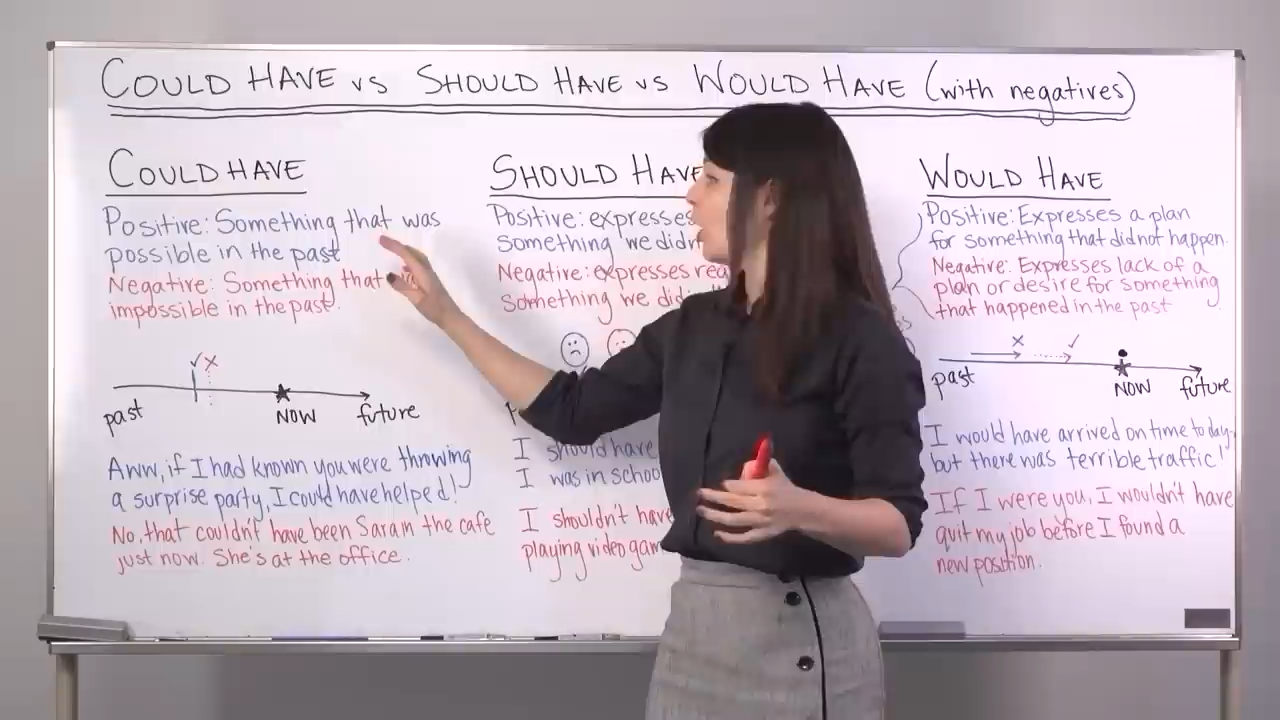 COULD HAVE vs SHOULD HAVE vs WOULD HAVE (with negatives)
COULD HAVE
Positive: Something that was
possible in the past
Negative: Something that
impossible in the past.
past
NOW
future
Aww, if I had known you were throwing
a surprise party, I could have helped!
No, that couldn't have been Sara in the cafe
just now. She's at the office.
SHOULD HAVE
Positive: expresses
something we
Negative: expresses
something we
I should have
I was in
I shouldn't have
playing video
WOULD HAVE
Positive: Expresses a plan
for something that did not happen.
Negative: Expresses lack of a
plan or desire for something
that happened in the past
past
NOW
future
I would have arrived on time today,
but there was terrible traffic!
If I were you, I wouldn't have
quit my job before I found a
new position.